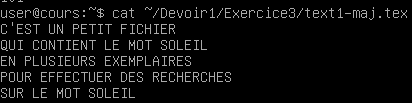 user@cours:~$ cat ~/Devoir1/Exercice3/text1-maj.tex
C'EST UN PETIT FICHIER
QUI CONTIENT LE MOT SOLEIL
EN PLUSIEURS EXEMPLAIRES
POUR EFFECTUER DES RECHERCHES
SUR LE MOT SOLEIL